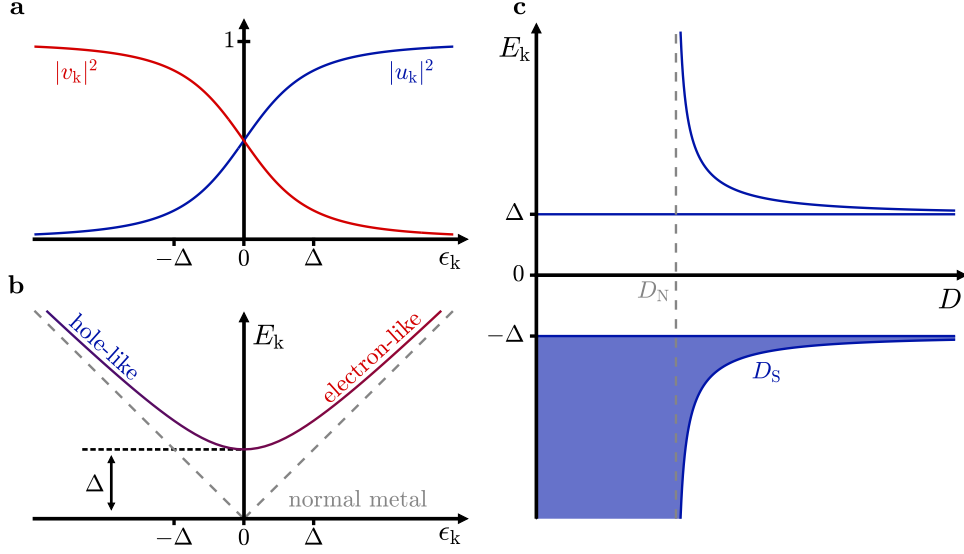 a
1
|v_k|^2
|u_k|^2
−Δ 0 Δ ϵ_k
b
E_k
hole-like
electron-like
Δ
normal metal
−Δ 0 Δ ϵ_k
c
E_k
Δ
0
D_N
D
−Δ
D_S